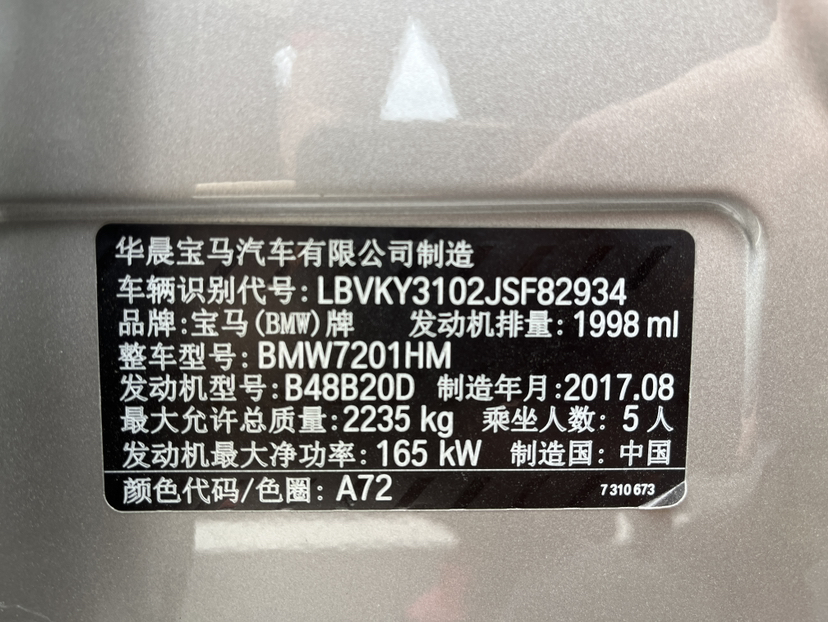 华晨宝马汽车有限公司制造
车辆识别代号: LBVKY3102JSF82934
品牌: 宝马(BMW)牌 发动机排量: 1998 ml
整车型号: BMW7201HM
发动机型号: B48B20D 制造年月: 2017.08
最大允许总质量: 2235 kg 乘坐人数: 5 人
发动机最大净功率: 165 kW 制造国: 中国
颜色代码/色圈: A72 7 310 673